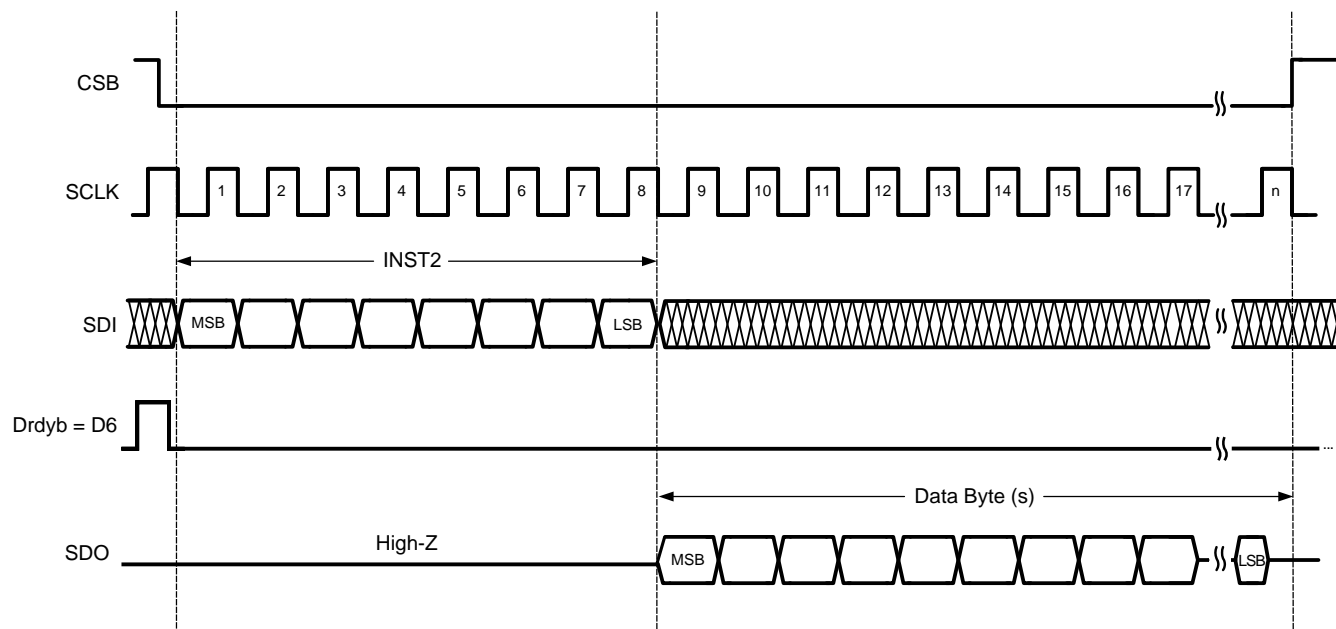 CSB
SCLK
1 2 3 4 5 6 7 8 9 10 11 12 13 14 15 16 17 n
INST2
SDI
MSB LSB
Drdyb = D6
...
Data Byte (s)
High-Z
SDO
MSB LSB